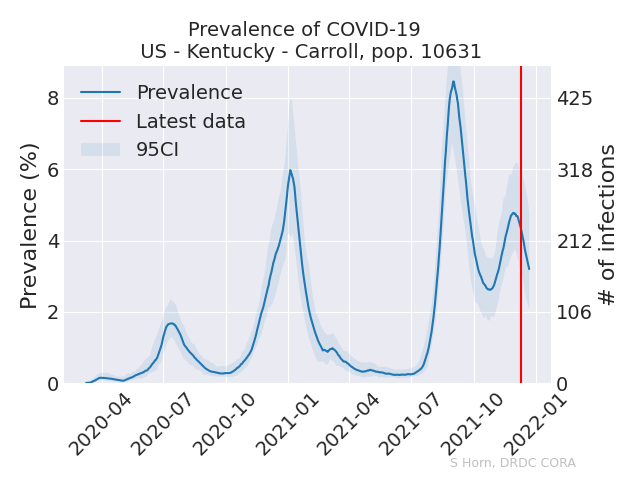 Prevalence of COVID-19
US - Kentucky - Carroll, pop. 10631
Prevalence
Latest data
95CI
Prevalence (%)
8
6
4
2
0
425
318
212
106
0
# of infections
2020-04
2020-07
2020-10
2021-01
2021-04
2021-07
2021-10
2022-01
S Horn, DRDC CORA